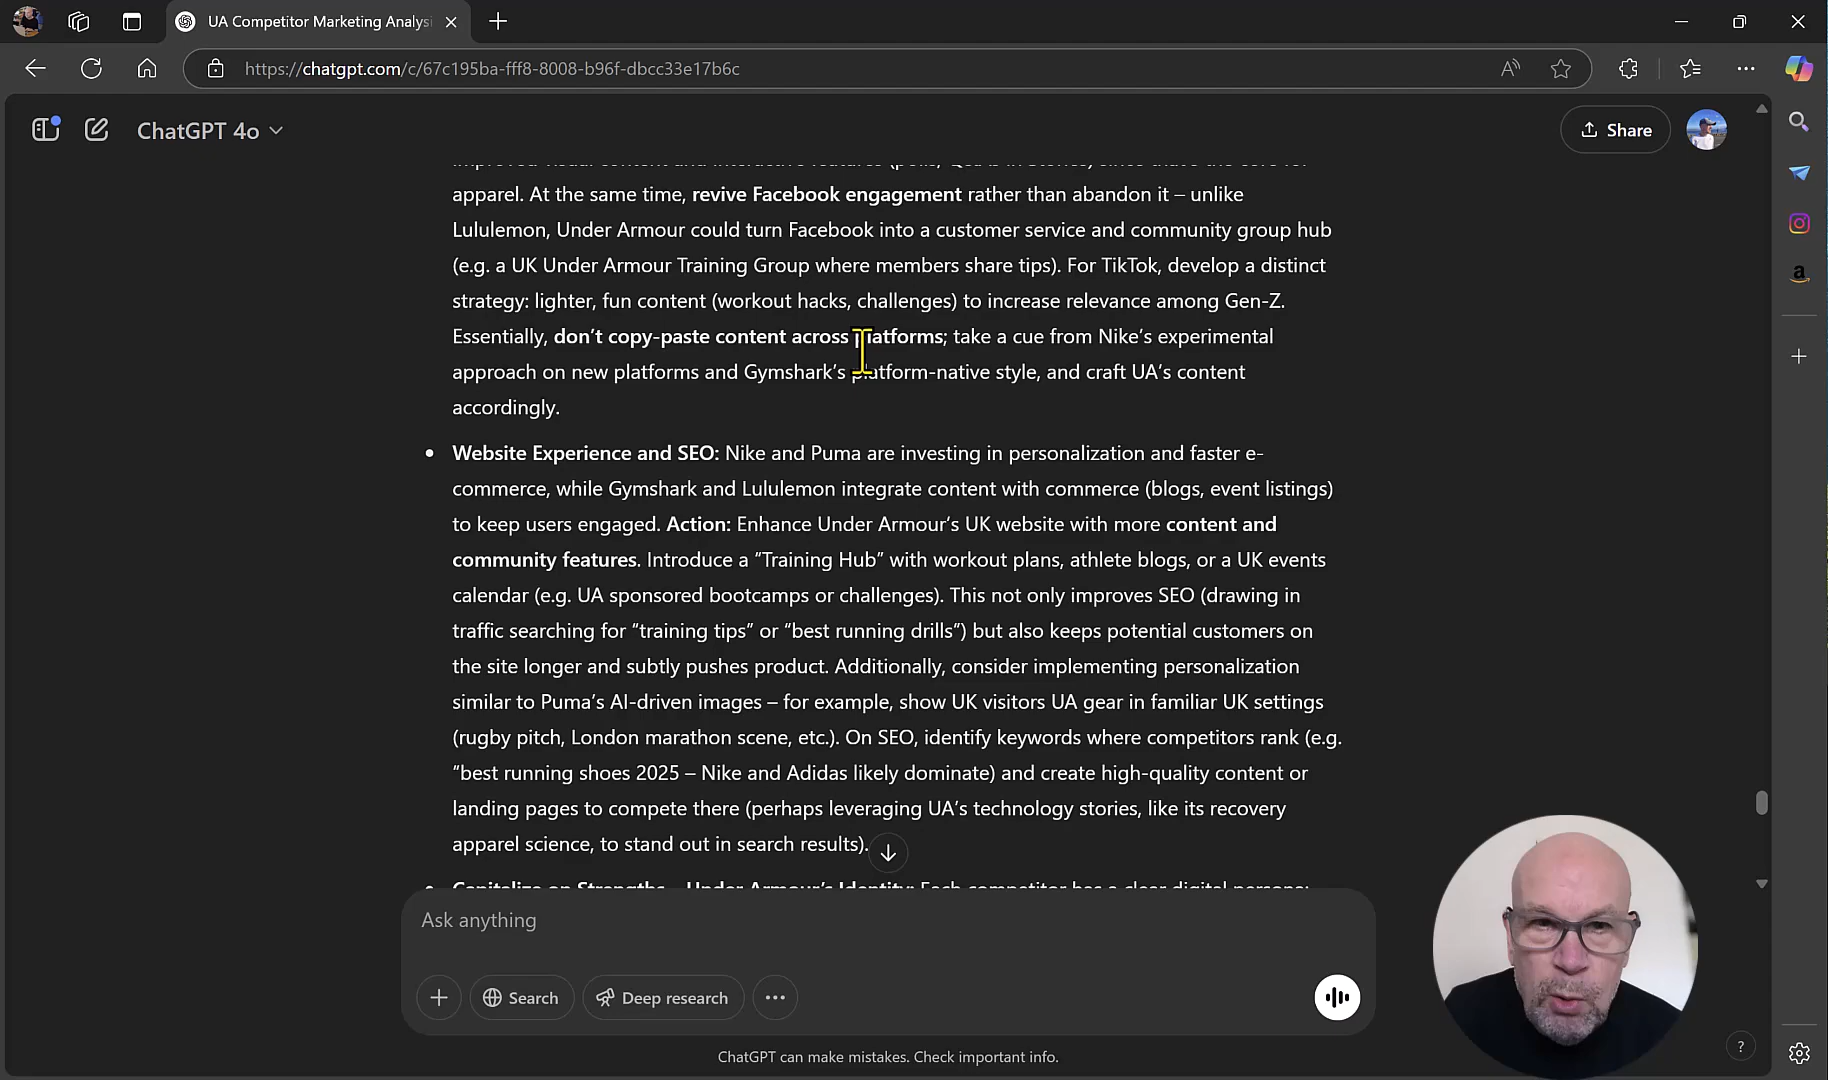 UA Competitor Marketing Analysi
https://chatgpt.com/c/67c195ba-fff8-8008-b96f-dbcc33e17b6c
ChatGPT 4o
Share
apparel. At the same time, revive Facebook engagement rather than abandon it – unlike
Lululemon, Under Armour could turn Facebook into a customer service and community group hub
(e.g. a UK Under Armour Training Group where members share tips). For TikTok, develop a distinct
strategy: lighter, fun content (workout hacks, challenges) to increase relevance among Gen-Z.
Essentially, don’t copy-paste content across platforms; take a cue from Nike’s experimental
approach on new platforms and Gymshark’s platform-native style, and craft UA’s content
accordingly.
• Website Experience and SEO: Nike and Puma are investing in personalization and faster e-
commerce, while Gymshark and Lululemon integrate content with commerce (blogs, event listings)
to keep users engaged. Action: Enhance Under Armour’s UK website with more content and
community features. Introduce a “Training Hub” with workout plans, athlete blogs, or a UK events
calendar (e.g. UA sponsored bootcamps or challenges). This not only improves SEO (drawing in
traffic searching for “training tips” or “best running drills”) but also keeps potential customers on
the site longer and subtly pushes product. Additionally, consider implementing personalization
similar to Puma’s AI-driven images – for example, show UK visitors UA gear in familiar UK settings
(rugby pitch, London marathon scene, etc.). On SEO, identify keywords where competitors rank (e.g.
“best running shoes 2025 – Nike and Adidas likely dominate) and create high-quality content or
landing pages to compete there (perhaps leveraging UA’s technology stories, like its recovery
apparel science, to stand out in search results).
• Capitalize on Strengths – Under Armour’s Identity: Each competitor has a clear digital persona:
Ask anything
Search
Deep research
ChatGPT can make mistakes. Check important info.